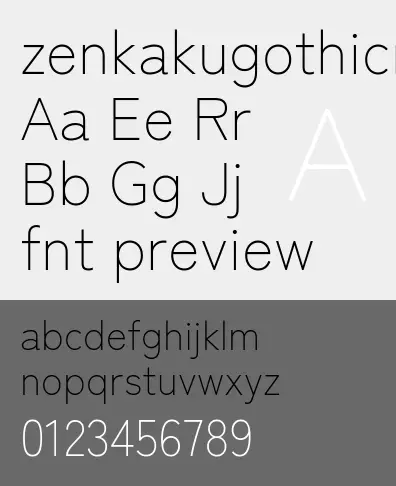 zenkakugothic
Aa Ee Rr
A
Bb Gg Jj
fnt preview
abcdefghijklm
nopqrstuvwxyz
0123456789